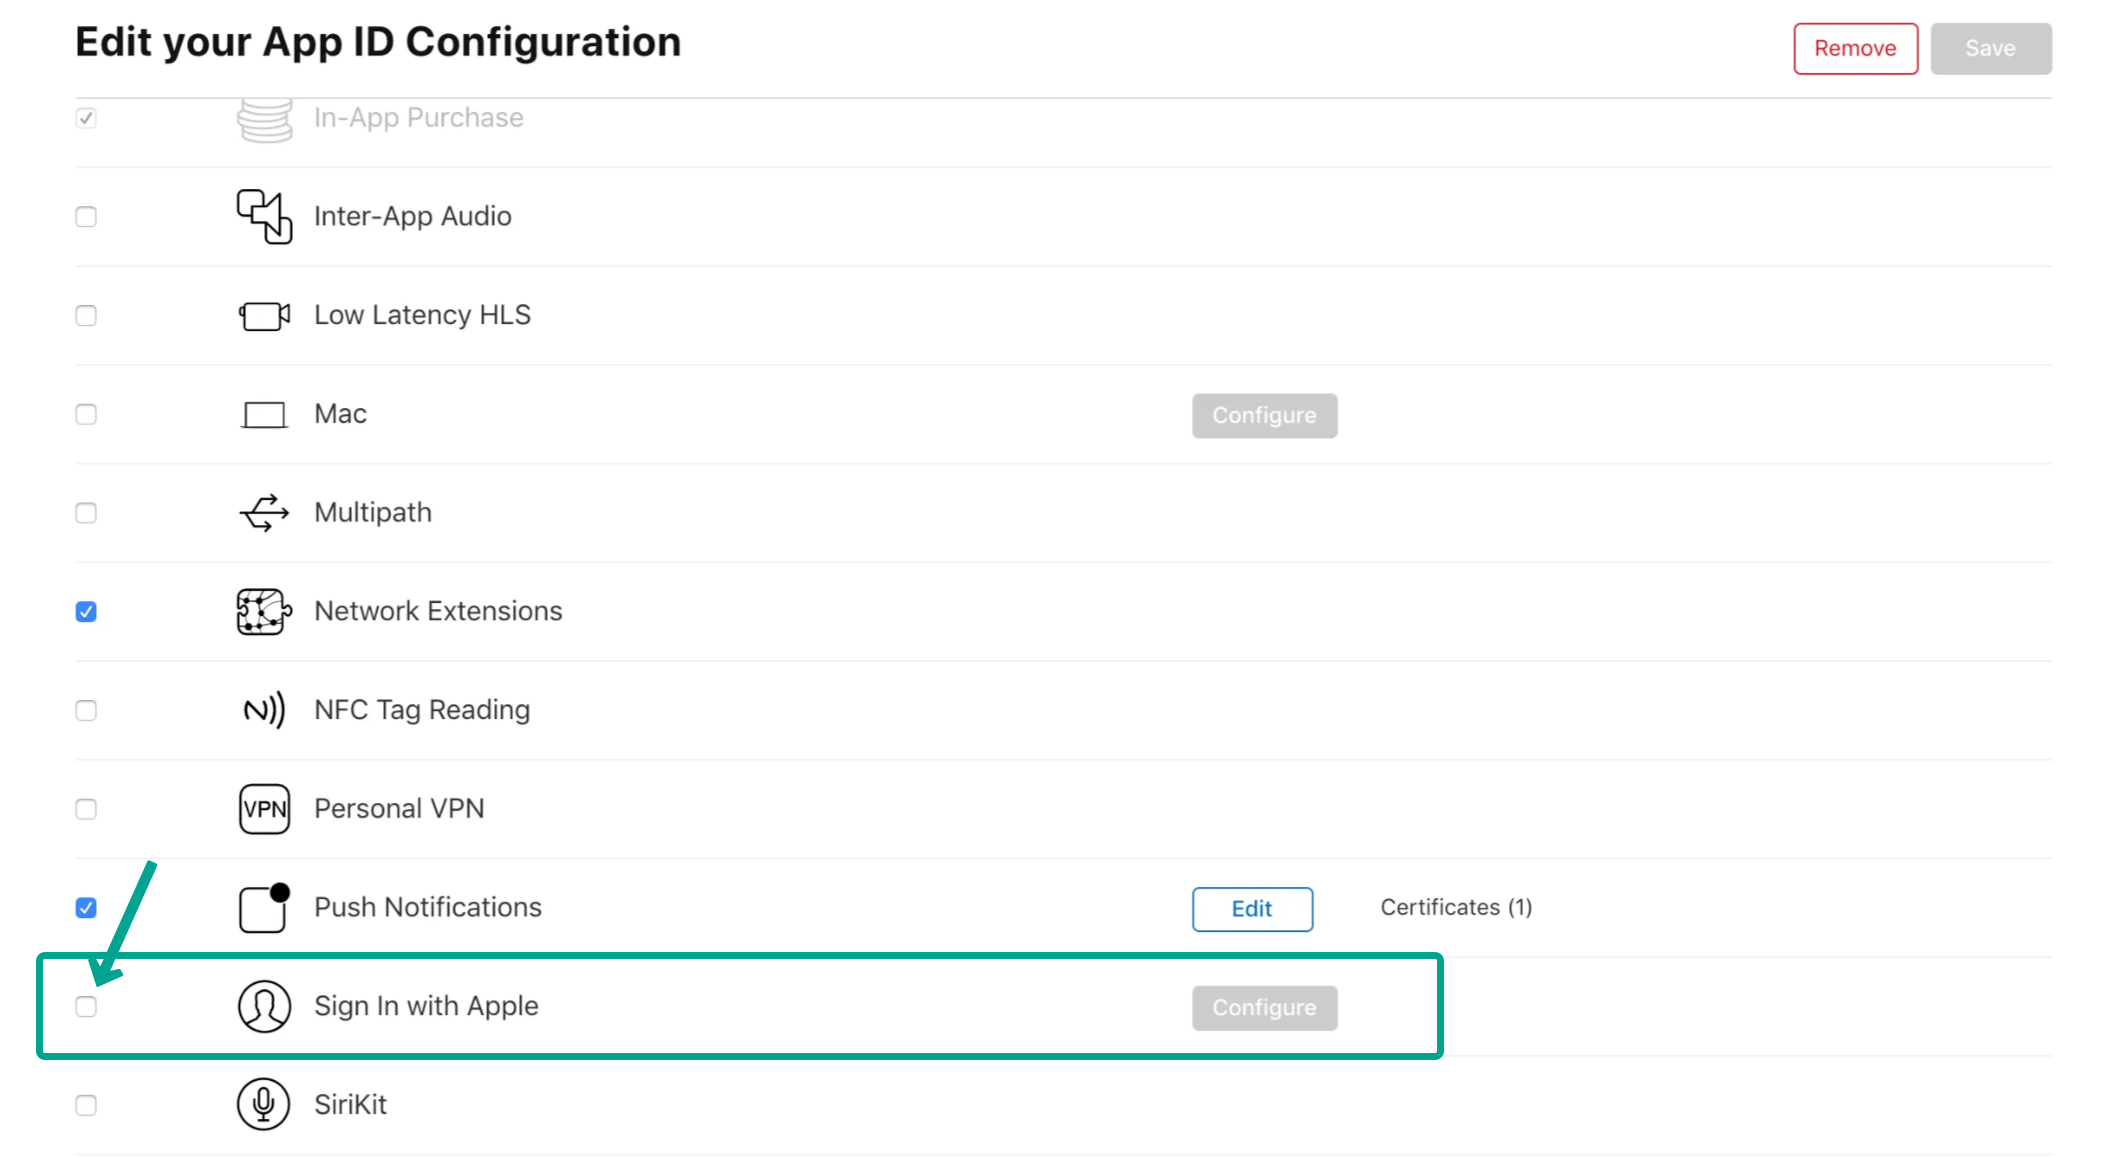 Edit your App ID Configuration
Remove
Save
In-App Purchase
Inter-App Audio
Low Latency HLS
Mac
Configure
Multipath
Network Extensions
NFC Tag Reading
VPN
Personal VPN
Push Notifications
Edit
Certificates (1)
Sign In with Apple
Configure
SiriKit